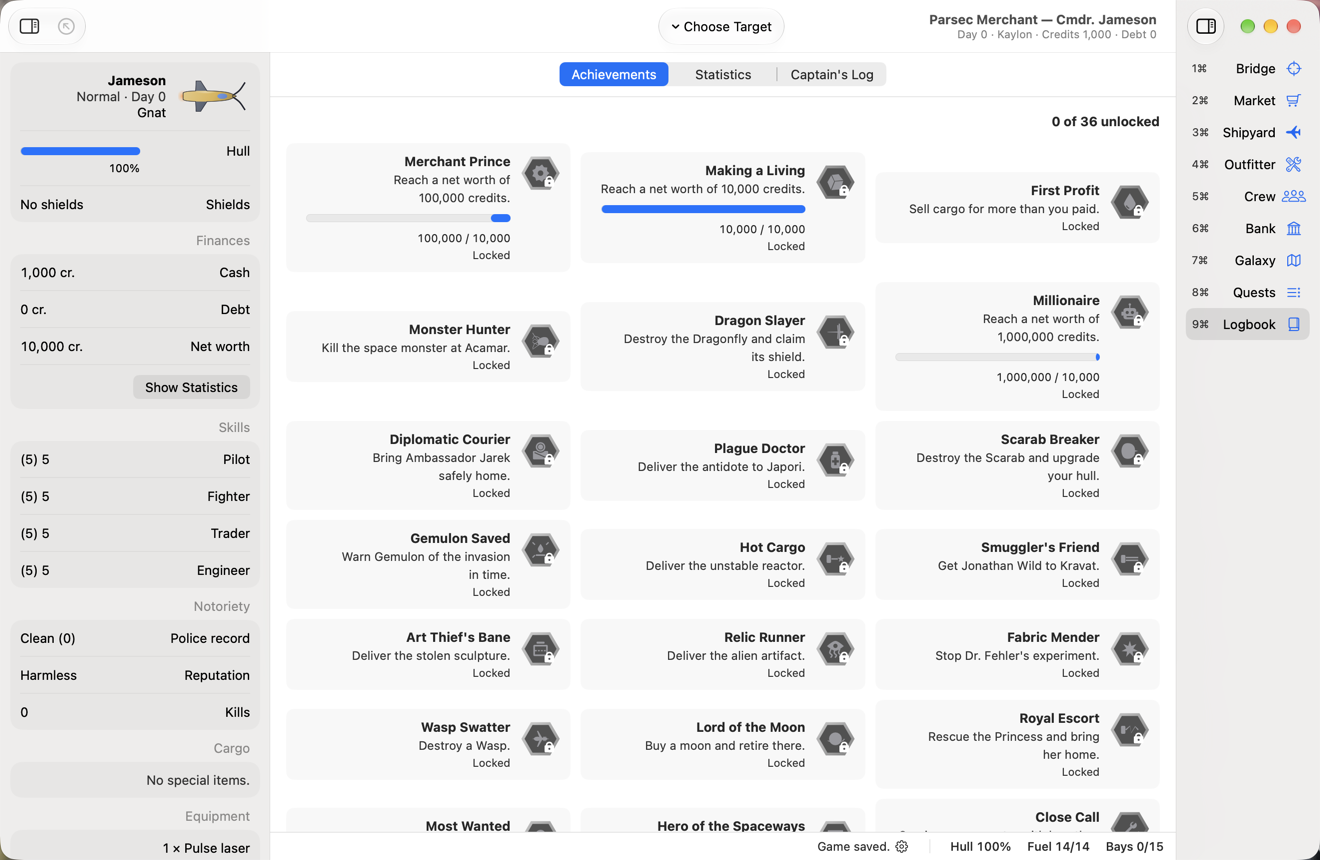 Choose Target
Parsec Merchant — Cmdr. Jameson
Day 0 · Kaylon · Credits 1,000 · Debt 0
1⌘ Bridge
2⌘ Market
3⌘ Shipyard
4⌘ Outfitter
5⌘ Crew
6⌘ Bank
7⌘ Galaxy
8⌘ Quests
9⌘ Logbook
Jameson
Normal · Day 0
Gnat
Hull
100%
No shields Shields
Finances
1,000 cr. Cash
0 cr. Debt
10,000 cr. Net worth
Show Statistics
Skills
(5) 5 Pilot
(5) 5 Fighter
(5) 5 Trader
(5) 5 Engineer
Notoriety
Clean (0) Police record
Harmless Reputation
0 Kills
Cargo
No special items.
Equipment
1 × Pulse laser
Achievements Statistics Captain's Log
0 of 36 unlocked
First Profit
Sell cargo for more than you paid.
Locked
Making a Living
Reach a net worth of 10,000 credits.
10,000 / 10,000
Locked
Merchant Prince
Reach a net worth of
100,000 credits.
100,000 / 10,000
Locked
Millionaire
Reach a net worth of
1,000,000 credits.
1,000,000 / 10,000
Locked
Dragon Slayer
Destroy the Dragonfly and claim
its shield.
Locked
Monster Hunter
Kill the space monster at Acamar.
Locked
Scarab Breaker
Destroy the Scarab and upgrade
your hull.
Locked
Plague Doctor
Deliver the antidote to Japori.
Locked
Diplomatic Courier
Bring Ambassador Jarek
safely home.
Locked
Smuggler's Friend
Get Jonathan Wild to Kravat.
Locked
Hot Cargo
Deliver the unstable reactor.
Locked
Gemulon Saved
Warn Gemulon of the invasion
in time.
Locked
Fabric Mender
Stop Dr. Fehler's experiment.
Locked
Relic Runner
Deliver the alien artifact.
Locked
Art Thief's Bane
Deliver the stolen sculpture.
Locked
Royal Escort
Rescue the Princess and bring
her home.
Locked
Lord of the Moon
Buy a moon and retire there.
Locked
Wasp Swatter
Destroy a Wasp.
Locked
Close Call
Hero of the Spaceways
Most Wanted
Game saved.
Hull 100%
Fuel 14/14
Bays 0/15